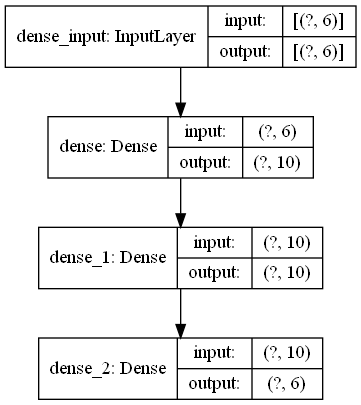 dense_input: InputLayer
input: [(?, 6)]
output: [(?, 6)]
dense: Dense
input: (?, 6)
output: (?, 10)
dense_1: Dense
input: (?, 10)
output: (?, 10)
dense_2: Dense
input: (?, 10)
output: (?, 6)